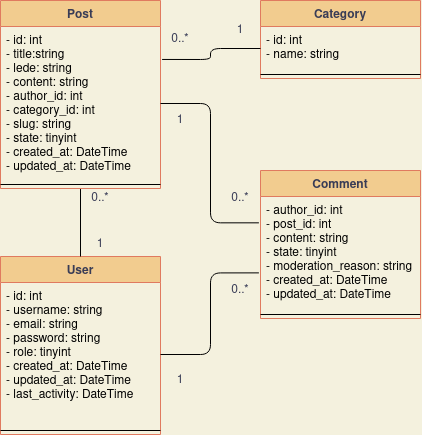 Post
- id: int
- title:string
- lede: string
- content: string
- author_id: int
- category_id: int
- slug: string
- state: tinyint
- created_at: DateTime
- updated_at: DateTime
0..*
1
Category
- id: int
- name: string
1
0..*
Comment
- author_id: int
- post_id: int
- content: string
- state: tinyint
- moderation_reason: string
- created_at: DateTime
- updated_at: DateTime
0..*
1
User
- id: int
- username: string
- email: string
- password: string
- role: tinyint
- created_at: DateTime
- updated_at: DateTime
- last_activity: DateTime
0..*
1